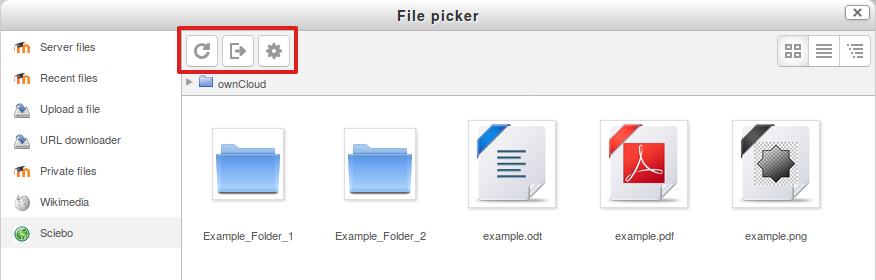 File picker
Server files
Recent files
Upload a file
URL downloader
Private files
Wikimedia
Sciebo
ownCloud
Example_Folder_1
Example_Folder_2
example.odt
example.pdf
example.png